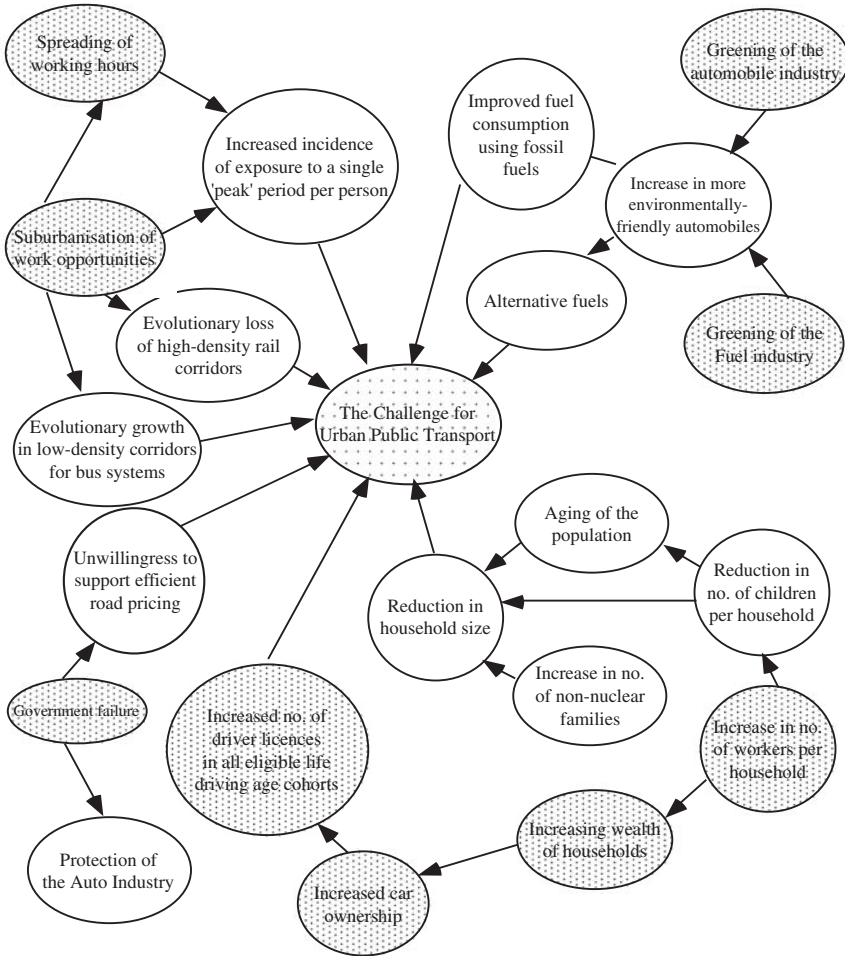 Spreading of
working hours
Greening of the
automobile industry
Improved fuel
consumption
using fossil
fuels
Increased incidence
of exposure to a single
'peak' period per person
Increase in more
environmentally-
friendly automobiles
Suburbanisation of
work opportunities
Alternative fuels
Evolutionary loss
of high-density rail
corridors
Greening of the
Fuel industry
The Challenge for
Urban Public Transport
Evolutionary growth
in low-density corridors
for bus systems
Aging of the
population
Unwillingress to
support efficient
road pricing
Reduction in
no. of children
per household
Reduction in
household size
Increase in no.
of non-nuclear
families
Government failure
Increased no. of
driver licences
in all eligible life
driving age cohorts
Increase in no.
of workers per
household
Increasing wealth
of households
Protection of
the Auto Industry
Increased car
ownership